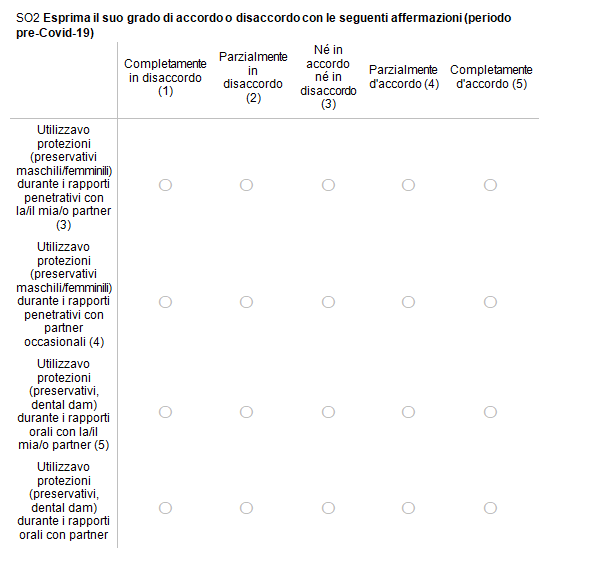 SO2 Esprima il suo grado di accordo o disaccordo con le seguenti affermazioni (periodo
pre-Covid-19)
Completamente
in disaccordo
(1)
Parzialmente
in
disaccordo
(2)
Né in
accordo
né in
disaccordo
(3)
Parzialmente
d'accordo (4)
Completamente
d'accordo (5)
Utilizzavo
protezioni
(preservativi
maschili/femminili)
durante i rapporti
penetrativi con
la/il mia/o partner
(3)
Utilizzavo
protezioni
(preservativi
maschili/femminili)
durante i rapporti
penetrativi con
partner
occasionali (4)
Utilizzavo
protezioni
(preservativi,
dental dam)
durante i rapporti
orali con la/il
mia/o partner (5)
Utilizzavo
protezioni
(preservativi,
dental dam)
durante i rapporti
orali con partner